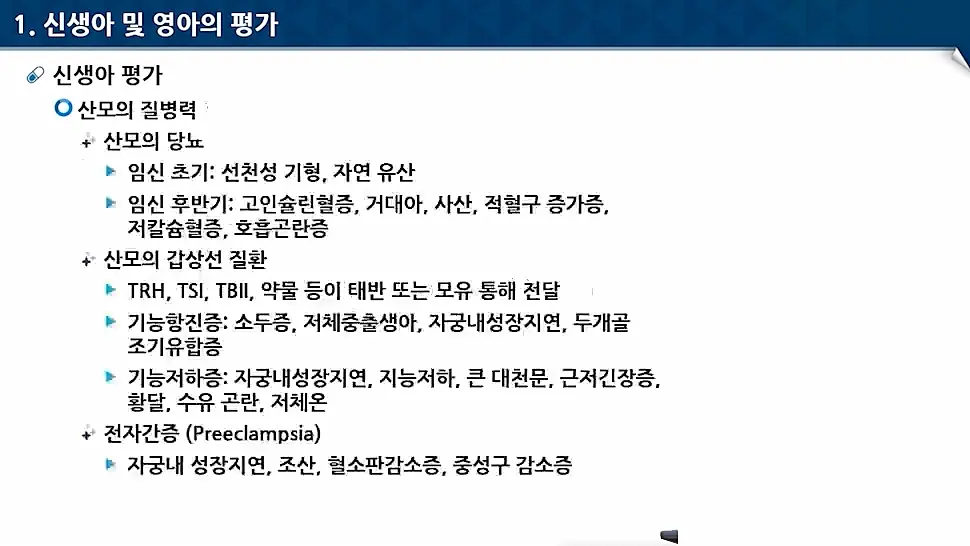 1. 신생아 및 영아의 평가
신생아 평가
산모의 질병력
산모의 당뇨
임신 초기: 선천성 기형, 자연 유산
임신 후반기: 고인슐린혈증, 거대아, 사산, 적혈구 증가증,
저칼슘혈증, 호흡곤란증
산모의 갑상선 질환
TRH, TSI, TBII, 약물 등이 태반 또는 모유 통해 전달
기능항진증: 소두증, 저체중출생아, 자궁내성장지연, 두개골
조기유합증
기능저하증: 자궁내성장지연, 지능저하, 큰 대천문, 근저긴장증,
황달, 수유 곤란, 저체온
전자간증 (Preeclampsia)
자궁내 성장지연, 조산, 혈소판감소증, 중성구 감소증